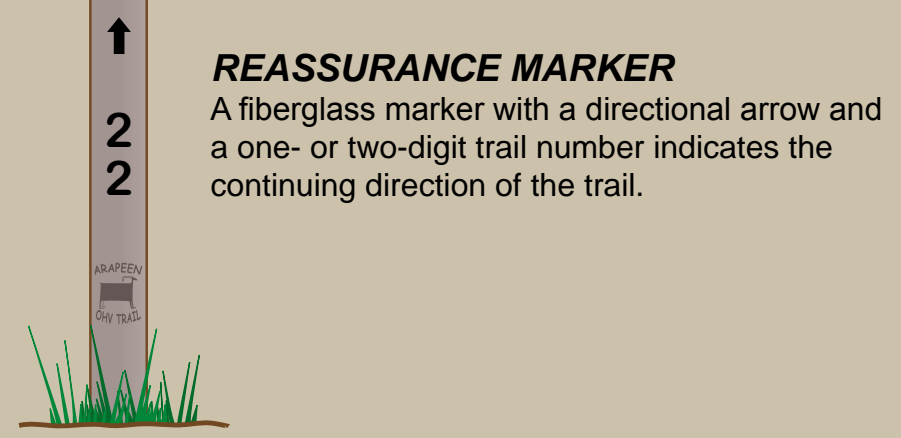 2
2
ARAPEEN
OHV TRAIL
REASSURANCE MARKER
A fiberglass marker with a directional arrow and
a one- or two-digit trail number indicates the
continuing direction of the trail.